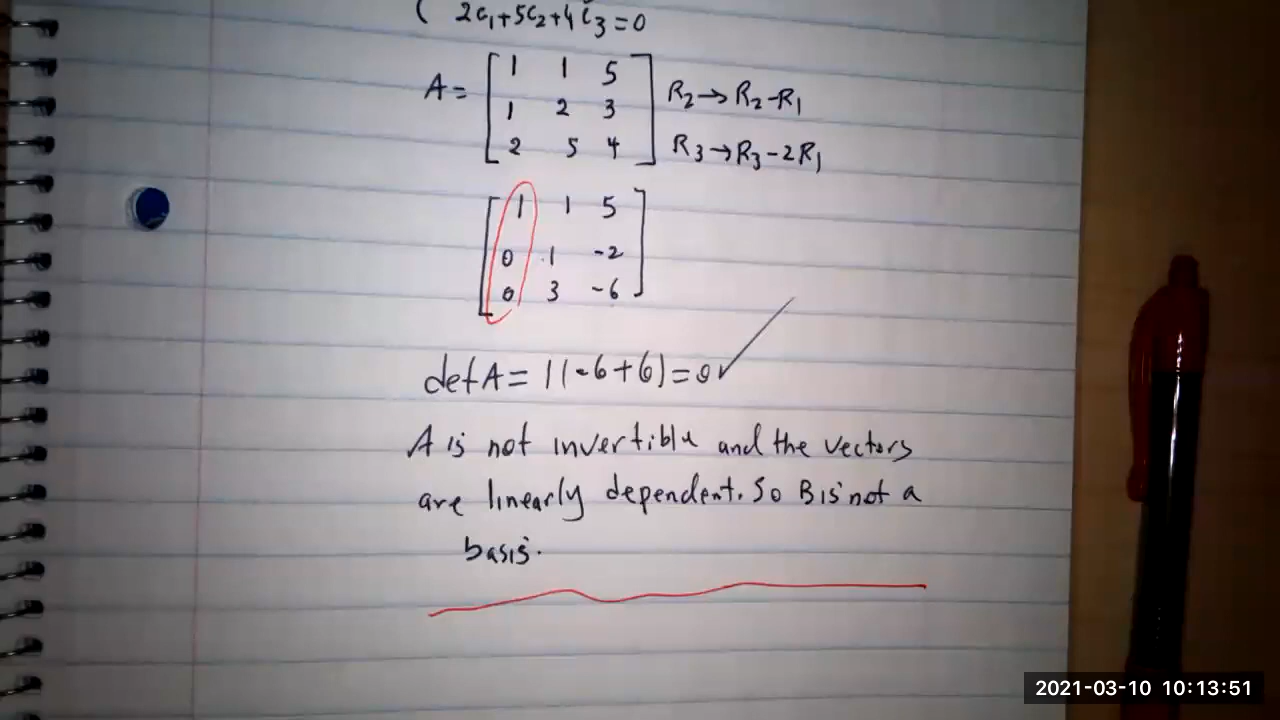 ( 2c₁+5c₂+4c₃=0
A= [ 1 1 5
1 2 3
2 5 4 ] R₂→R₂-R₁
R₃→R₃-2R₁
[ 1 1 5
0 1 -2
0 3 -6 ]
det A = 1(-6+6)=0 ✓
A is not invertible and the vectors
are linearly dependent. So B is not a
basis.
2021-03-10 10:13:51